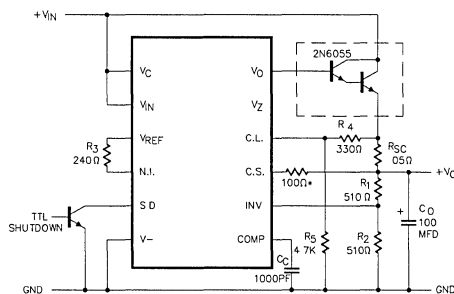 +VIN
2N6055
VC
VO
VIN
VZ
R4
VREF
C.L.
330Ω
RSC
05Ω
R3
240Ω
N.I.
C.S.
+VO
100Ω*
R1
510Ω
TTL
SHUTDOWN
SD
INV
+
CO
100
MFD
V-
COMP
R5
4 7K
R2
510Ω
CC
1000PF
GND
GND